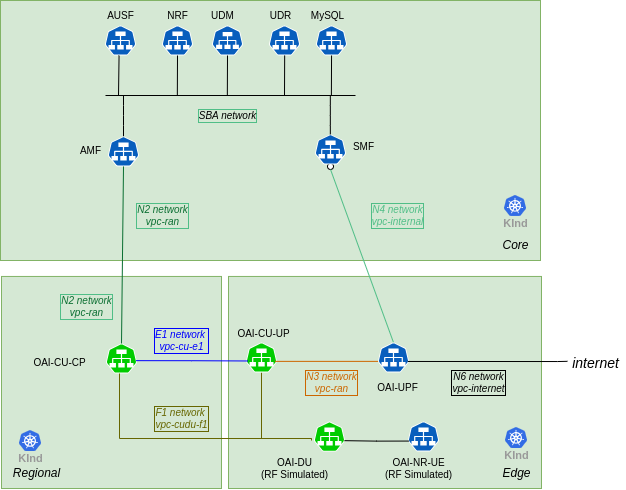 AUSF NRF UDM UDR MySQL
SBA network
AMF
SMF
N2 network
vpc-ran
N4 network
vpc-internal
KInd
Core
N2 network
vpc-ran
E1 network
vpc-cu-e1
OAI-CU-UP
OAI-CU-CP
internet
N3 network
vpc-ran
OAI-UPF
N6 network
vpc-internet
F1 network
vpc-cudu-f1
KInd
Regional
OAI-DU
(RF Simulated)
OAI-NR-UE
(RF Simulated)
KInd
Edge